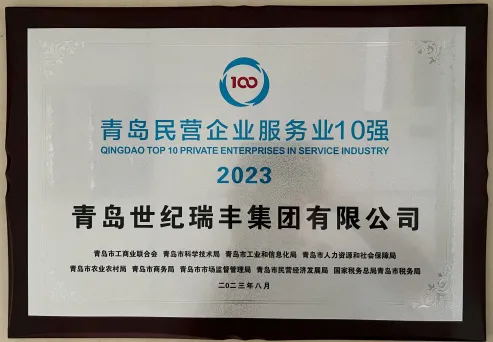 100
青岛民营企业服务业10强
QINGDAO TOP 10 PRIVATE ENTERPRISES IN SERVICE INDUSTRY
2023
青岛世纪瑞丰集团有限公司
青岛市工商业联合会 青岛市科学技术局 青岛市工业和信息化局 青岛市人力资源和社会保障局
青岛市农业农村局 青岛市商务局 青岛市市场监督管理局 青岛市民营经济发展局 国家税务总局青岛市税务局
二〇二三年八月